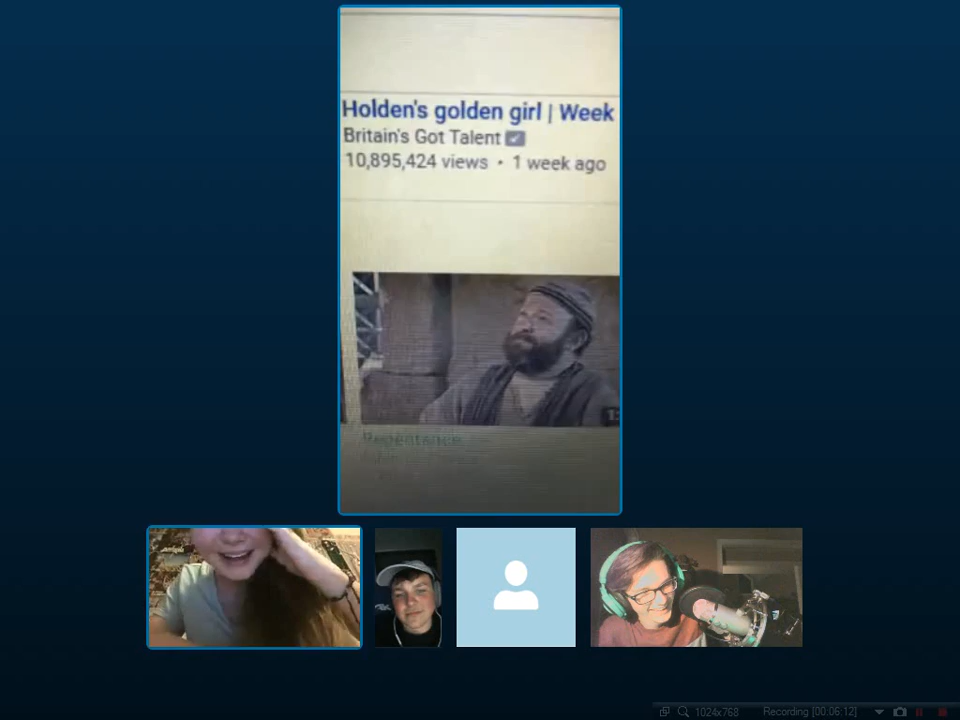 Holden's golden girl | Week
Britain's Got Talent
10,895,424 views • 1 week ago
Repentance
1024x768
Recording [00:06:12]